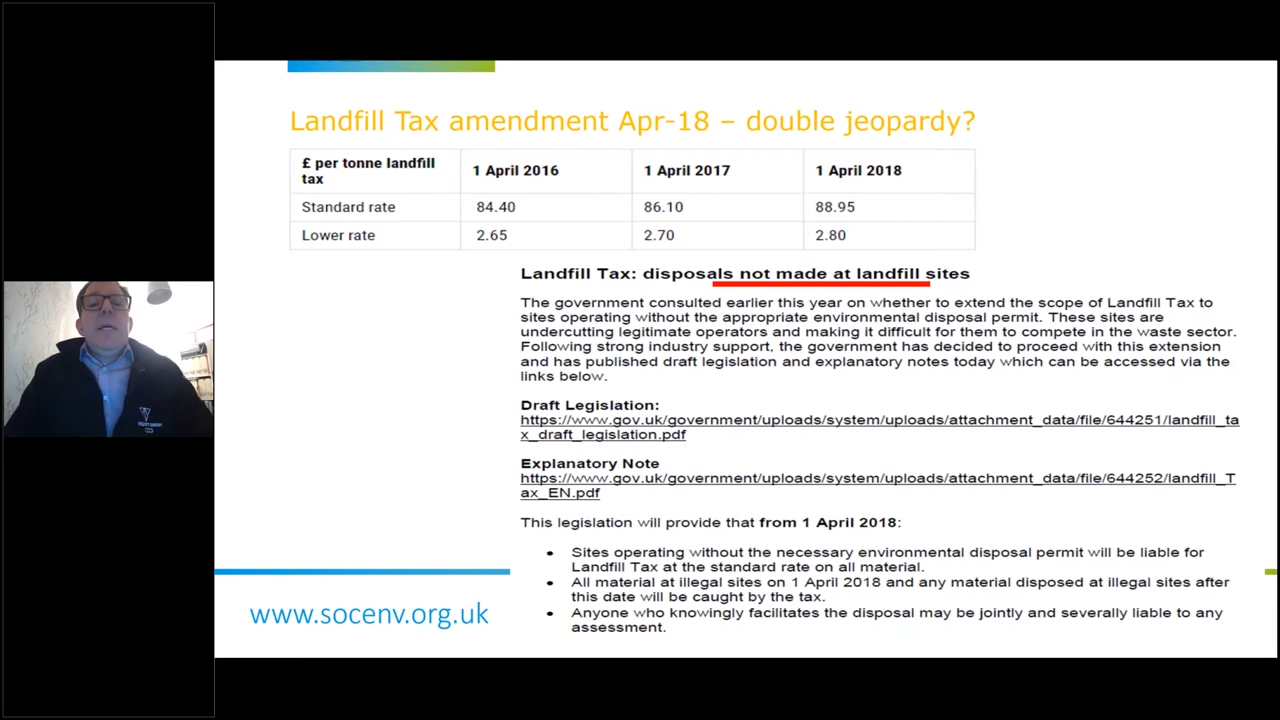 Landfill Tax amendment Apr-18 – double jeopardy?
£ per tonne landfill tax 1 April 2016 1 April 2017 1 April 2018
Standard rate 84.40 86.10 88.95
Lower rate 2.65 2.70 2.80
Landfill Tax: disposals not made at landfill sites
The government consulted earlier this year on whether to extend the scope of Landfill Tax to
sites operating without the appropriate environmental disposal permit. These sites are
undercutting legitimate operators and making it difficult for them to compete in the waste sector.
Following strong industry support, the government has decided to proceed with this extension
and has published draft legislation and explanatory notes today which can be accessed via the
links below.
Draft Legislation:
https://www.gov.uk/government/uploads/system/uploads/attachment_data/file/644251/landfill_ta
x_draft_legislation.pdf
Explanatory Note
https://www.gov.uk/government/uploads/system/uploads/attachment_data/file/644252/landfill_T
ax_EN.pdf
This legislation will provide that from 1 April 2018:
• Sites operating without the necessary environmental disposal permit will be liable for
Landfill Tax at the standard rate on all material.
• All material at illegal sites on 1 April 2018 and any material disposed at illegal sites after
this date will be caught by the tax.
• Anyone who knowingly facilitates the disposal may be jointly and severally liable to any
assessment.
www.socenv.org.uk